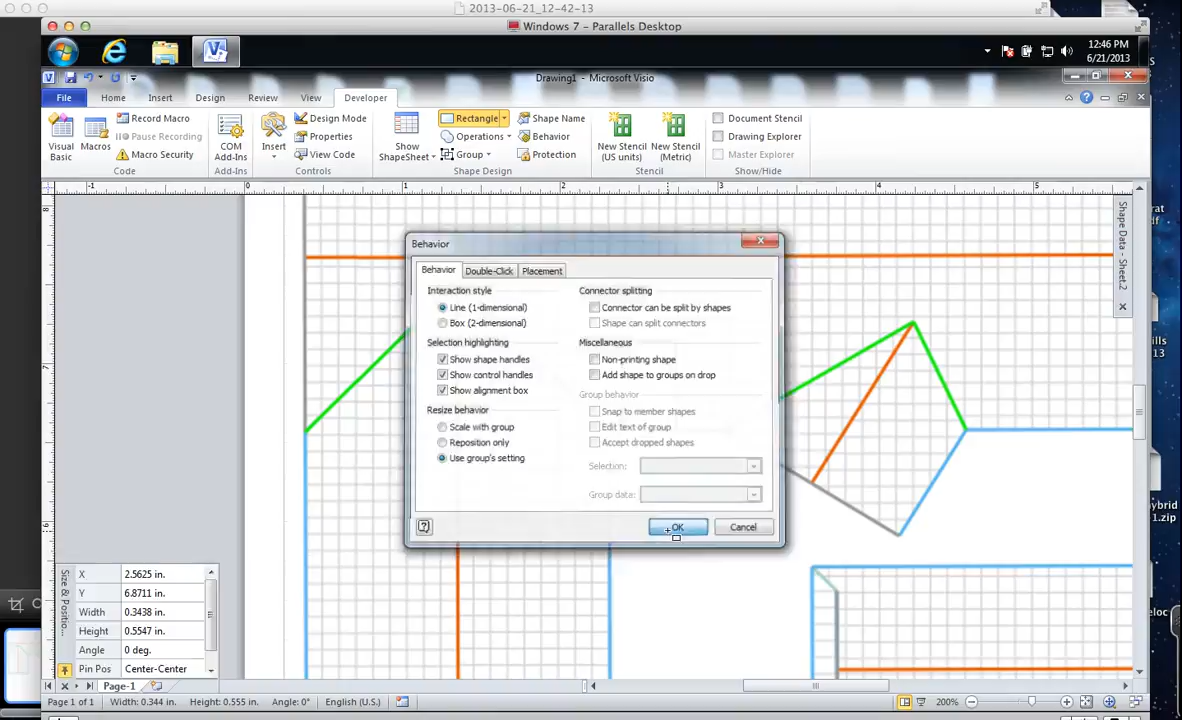 2013-06-21_12-42-13
Windows 7 - Parallels Desktop
12:46 PM
6/21/2013
Drawing1 - Microsoft Visio
File Home Insert Design Review View Developer
Record Macro
Pause Recording
Macro Security
Visual Basic
Macros
Code
COM Add-Ins
Add-Ins
Insert
Design Mode
Properties
View Code
Controls
Show ShapeSheet
Rectangle
Operations
Group
Shape Name
Behavior
Protection
Shape Design
New Stencil (US units)
New Stencil (Metric)
Stencil
Document Stencil
Drawing Explorer
Master Explorer
Show/Hide
-1 0 1 2 3 4 5
8
7
Shape Data - Sheet.2
Behavior
Behavior Double-Click Placement
Interaction style
Line (1-dimensional)
Box (2-dimensional)
Selection highlighting
Show shape handles
Show control handles
Show alignment box
Resize behavior
Scale with group
Reposition only
Use group's setting
Connector splitting
Connector can be split by shapes
Shape can split connectors
Miscellaneous
Non-printing shape
Add shape to groups on drop
Group behavior
Snap to member shapes
Edit text of group
Accept dropped shapes
Selection:
Group data:
OK Cancel
Size & Positio...
X 2.5625 in.
Y 6.8711 in.
Width 0.3438 in.
Height 0.5547 in.
Angle 0 deg.
Pin Pos Center-Center
Page-1
Page 1 of 1 Width: 0.344 in. Height: 0.555 in. Angle: 0° English (U.S.) 200%